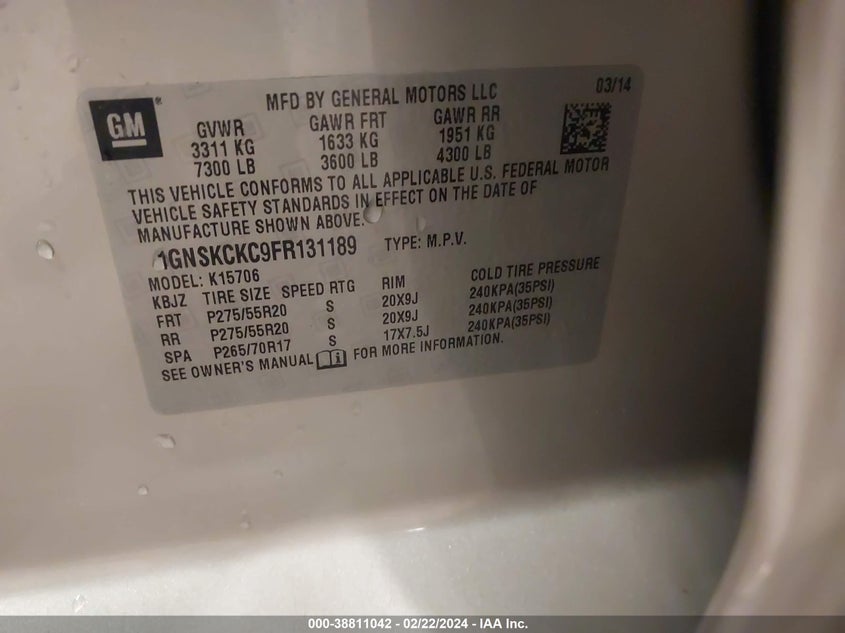 GM
MFD BY GENERAL MOTORS LLC
03/14
GVWR GAWR FRT GAWR RR
3311 KG 1633 KG 1951 KG
7300 LB 3600 LB 4300 LB
THIS VEHICLE CONFORMS TO ALL APPLICABLE U.S. FEDERAL MOTOR
VEHICLE SAFETY STANDARDS IN EFFECT ON THE DATE OF
MANUFACTURE SHOWN ABOVE.
1GNSKCKC9FR131189 TYPE: M.P.V.
MODEL: K15706
KBJZ TIRE SIZE SPEED RTG RIM COLD TIRE PRESSURE
FRT P275/55R20 S 20X9J 240KPA(35PSI)
RR P275/55R20 S 20X9J 240KPA(35PSI)
SPA P265/70R17 S 17X7.5J 240KPA(35PSI)
SEE OWNER'S MANUAL FOR MORE INFORMATION.
000-38811042 - 02/22/2024 - IAA Inc.